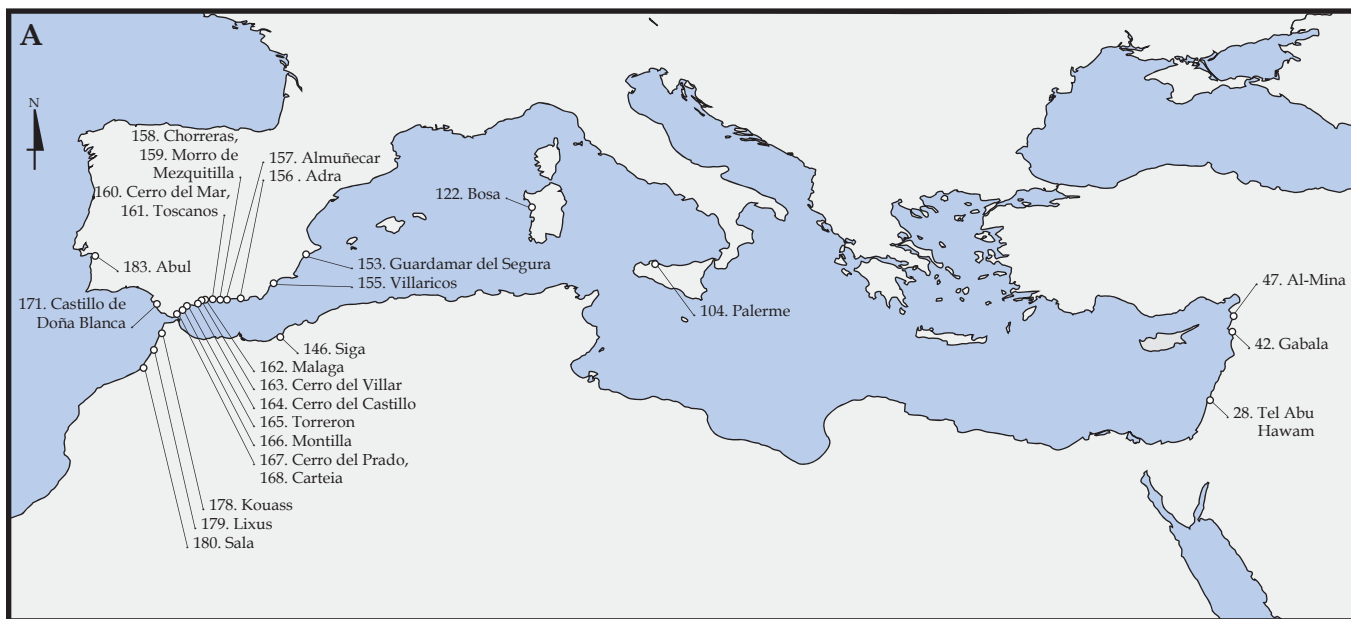 A
N
158. Chorreras,
159. Morro de
Mezquitilla
160. Cerro del Mar,
161. Toscanos
157. Almuñecar
156 . Adra
122. Bosa
183. Abul
153. Guardamar del Segura
155. Villaricos
171. Castillo de
Doña Blanca
104. Palerme
47. Al-Mina
42. Gabala
146. Siga
162. Malaga
163. Cerro del Villar
164. Cerro del Castillo
165. Torreron
166. Montilla
167. Cerro del Prado,
168. Carteia
28. Tel Abu
Hawam
178. Kouass
179. Lixus
180. Sala